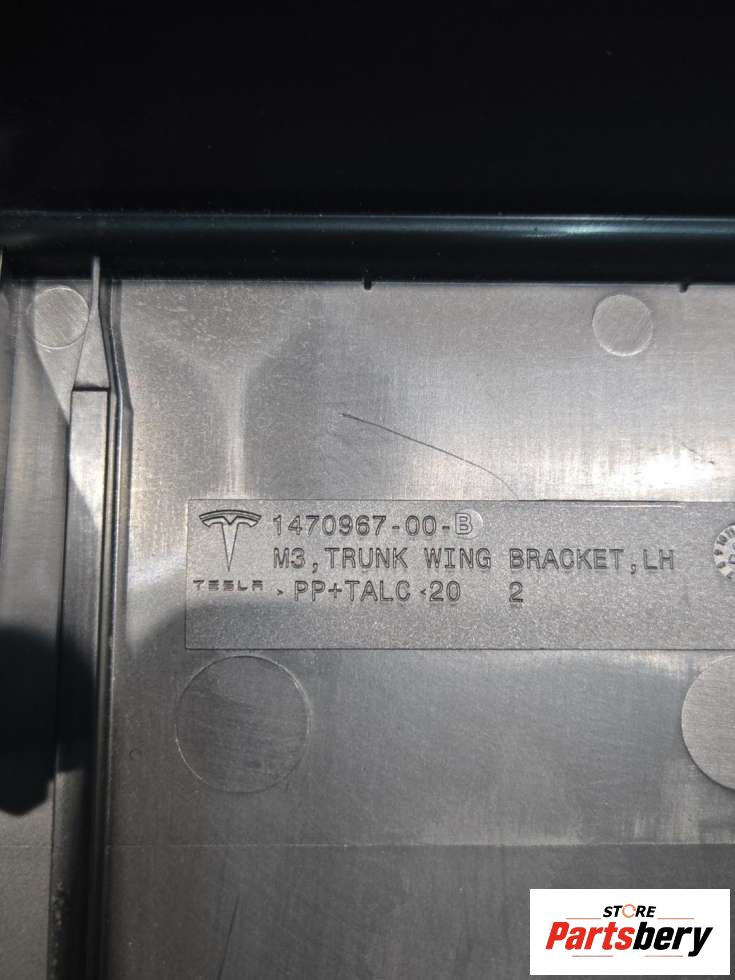 1470967-00-B
M3,TRUNK WING BRACKET,LH
TESLA >PP+TALC<20 2
STORE
Partsbery